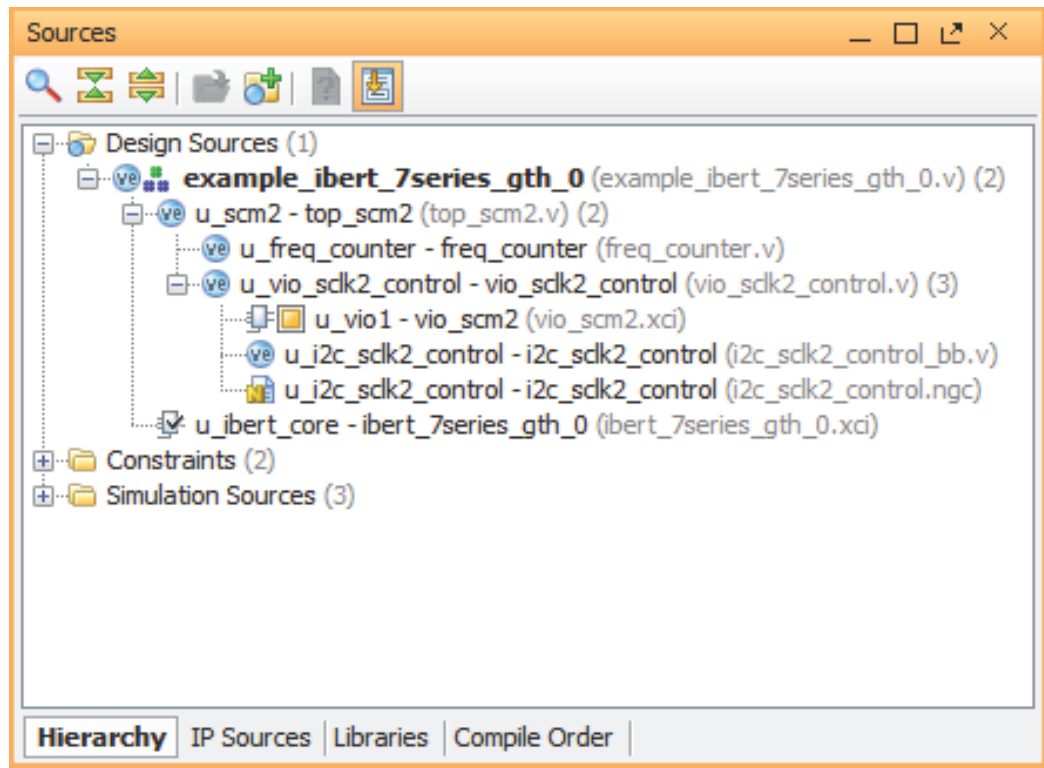 Sources
Design Sources (1)
example_ibert_7series_gth_0 (example_ibert_7series_gth_0.v) (2)
u_scm2 - top_scm2 (top_scm2.v) (2)
u_freq_counter - freq_counter (freq_counter.v)
u_vio_sclk2_control - vio_sclk2_control (vio_sclk2_control.v) (3)
u_vio1 - vio_scm2 (vio_scm2.xci)
u_i2c_sclk2_control - i2c_sclk2_control (i2c_sclk2_control_bb.v)
u_i2c_sclk2_control - i2c_sclk2_control (i2c_sclk2_control.ngc)
u_ibert_core - ibert_7series_gth_0 (ibert_7series_gth_0.xci)
Constraints (2)
Simulation Sources (3)
Hierarchy IP Sources Libraries Compile Order